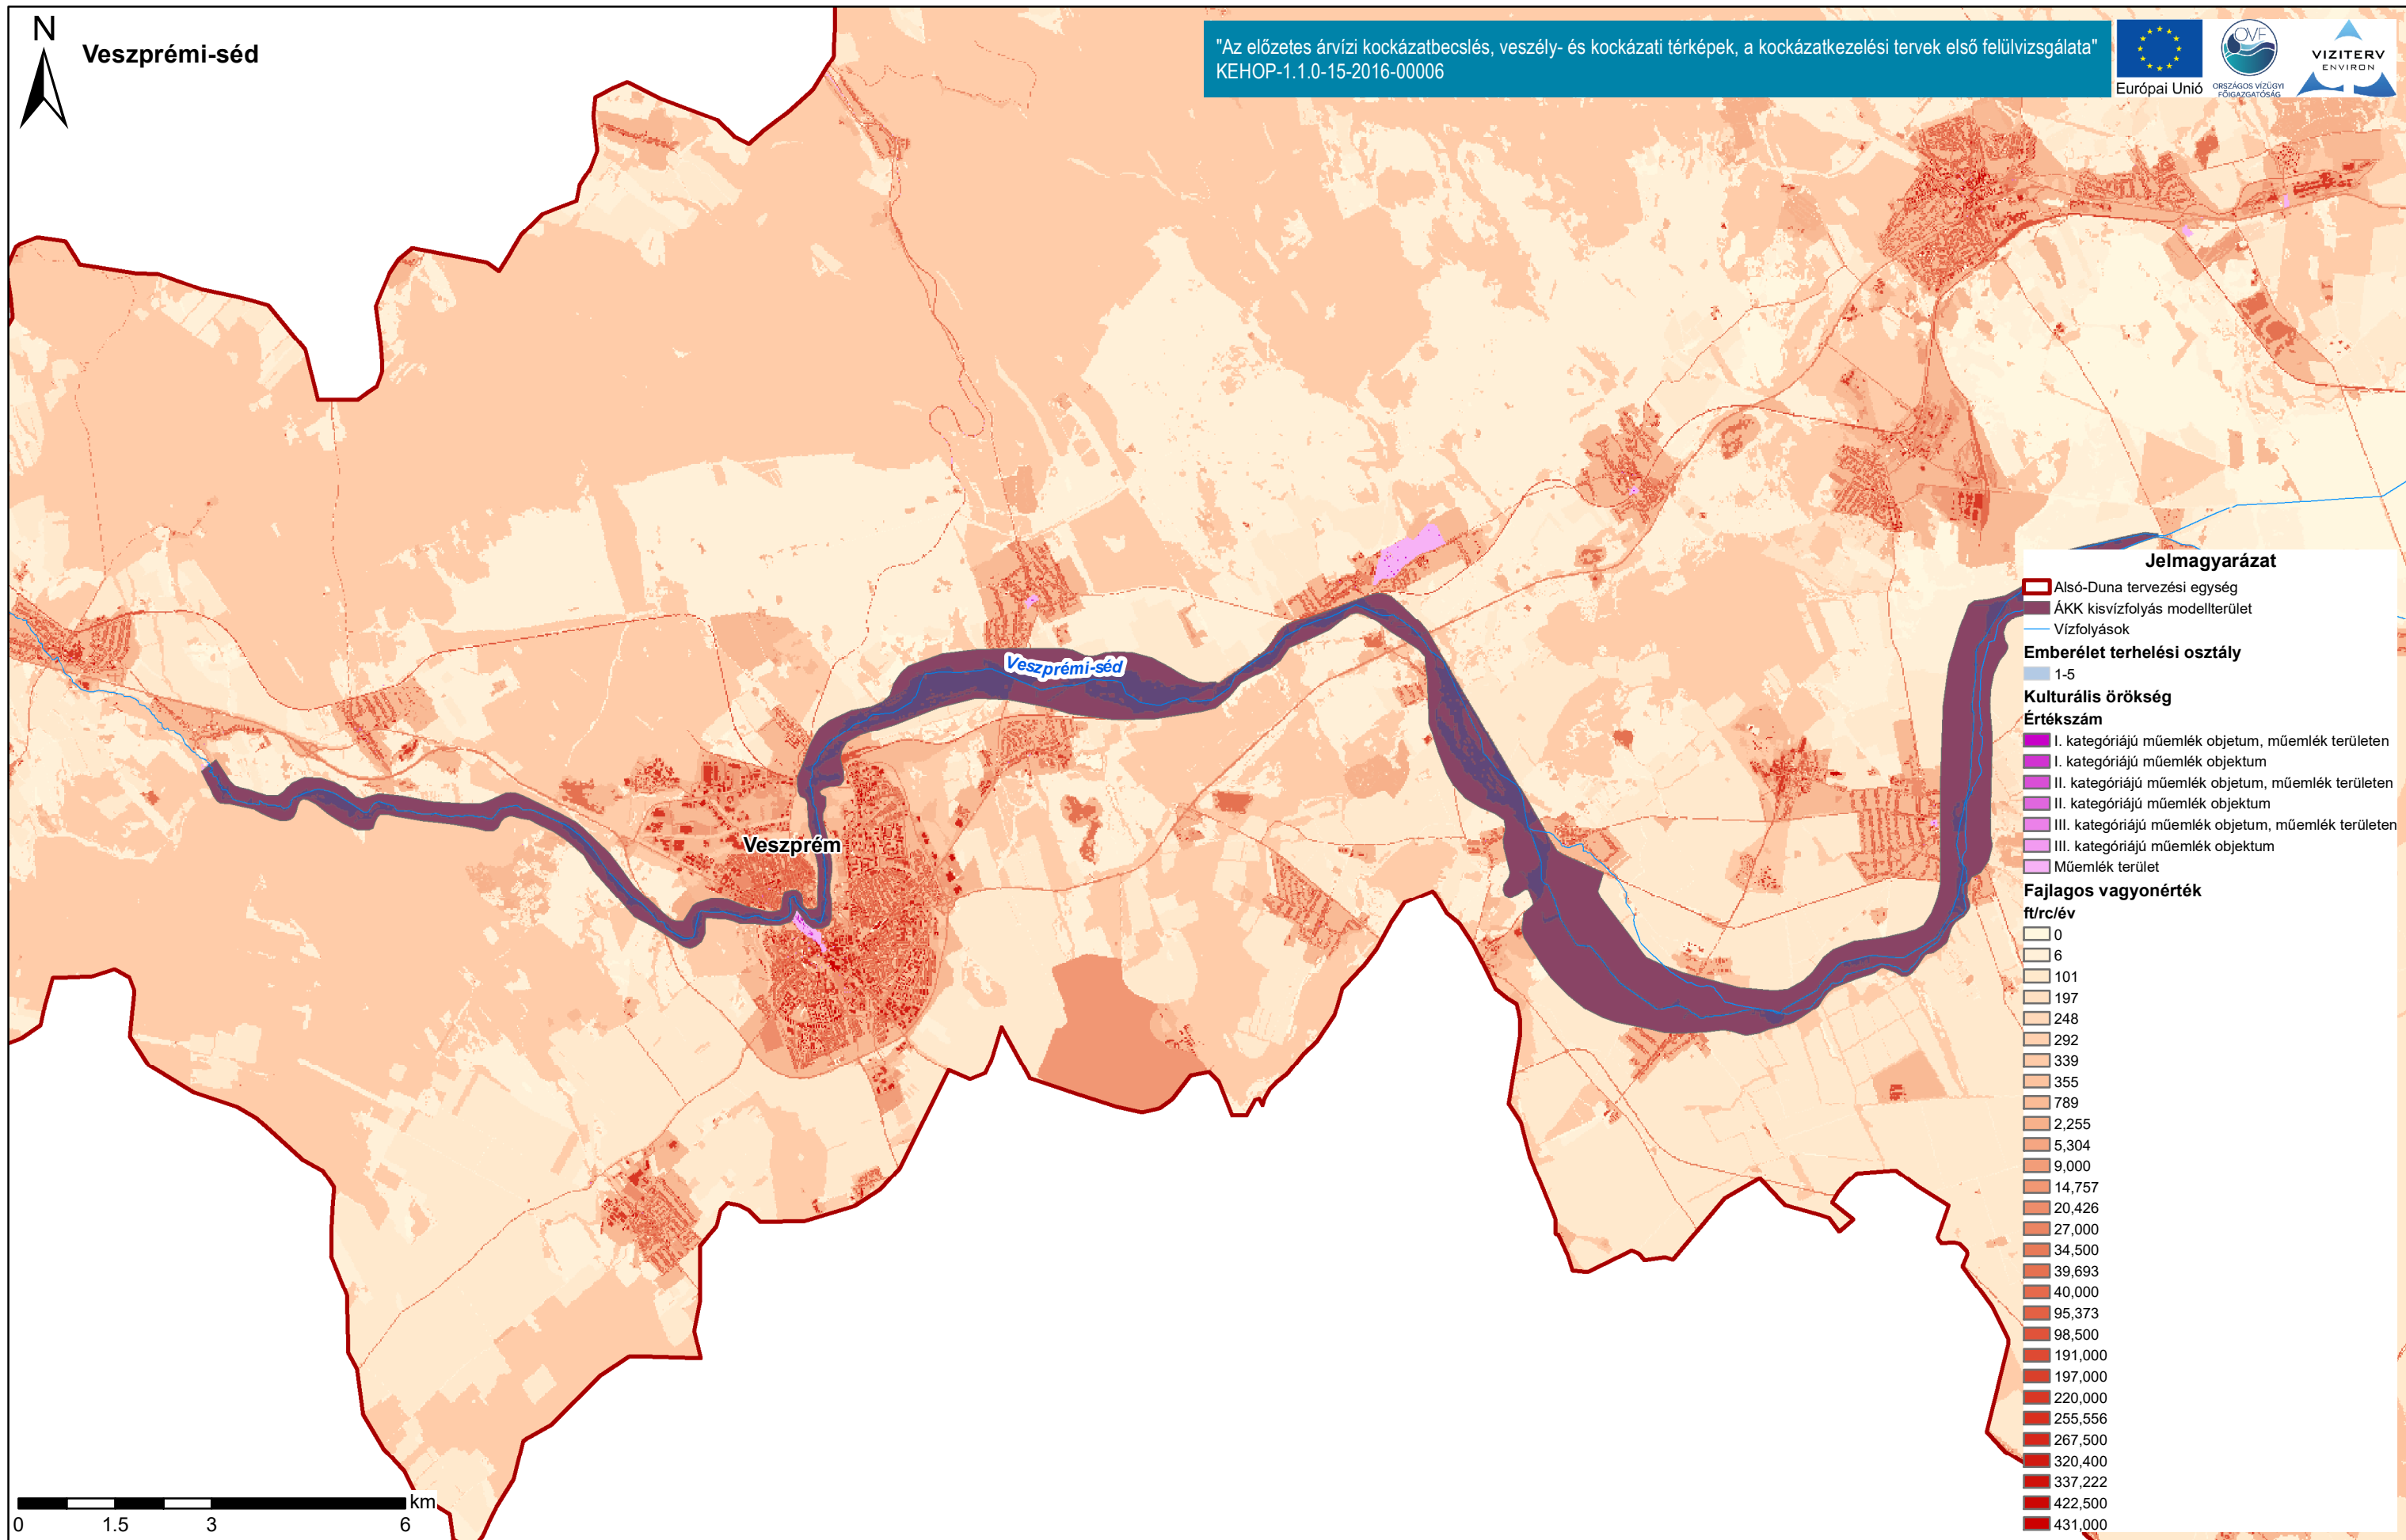 N
Veszprémi-séd
"Az előzetes árvízi kockázatbecslés, veszély- és kockázati térképek, a kockázatkezelési tervek első felülvizsgálata"
KEHOP-1.1.0-15-2016-00006
Európai Unió
OVF
ORSZÁGOS VÍZÜGYI
FŐIGAZGATÓSÁG
VIZITERV
ENVIRON
Veszprémi-séd
Veszprém
Jelmagyarázat
Alsó-Duna tervezési egység
ÁKK kisvízfolyás modellterület
Vízfolyások
Emberélet terhelési osztály
1-5
Kulturális örökség
Értékszám
I. kategóriájú műemlék objetum, műemlék területen
I. kategóriájú műemlék objektum
II. kategóriájú műemlék objetum, műemlék területen
II. kategóriájú műemlék objektum
III. kategóriájú műemlék objetum, műemlék területen
III. kategóriájú műemlék objektum
Műemlék terület
Fajlagos vagyonérték
ft/rc/év
0
6
101
197
248
292
339
355
789
2,255
5,304
9,000
14,757
20,426
27,000
34,500
39,693
40,000
95,373
98,500
191,000
197,000
220,000
255,556
267,500
320,400
337,222
422,500
431,000
km
0 1.5 3 6